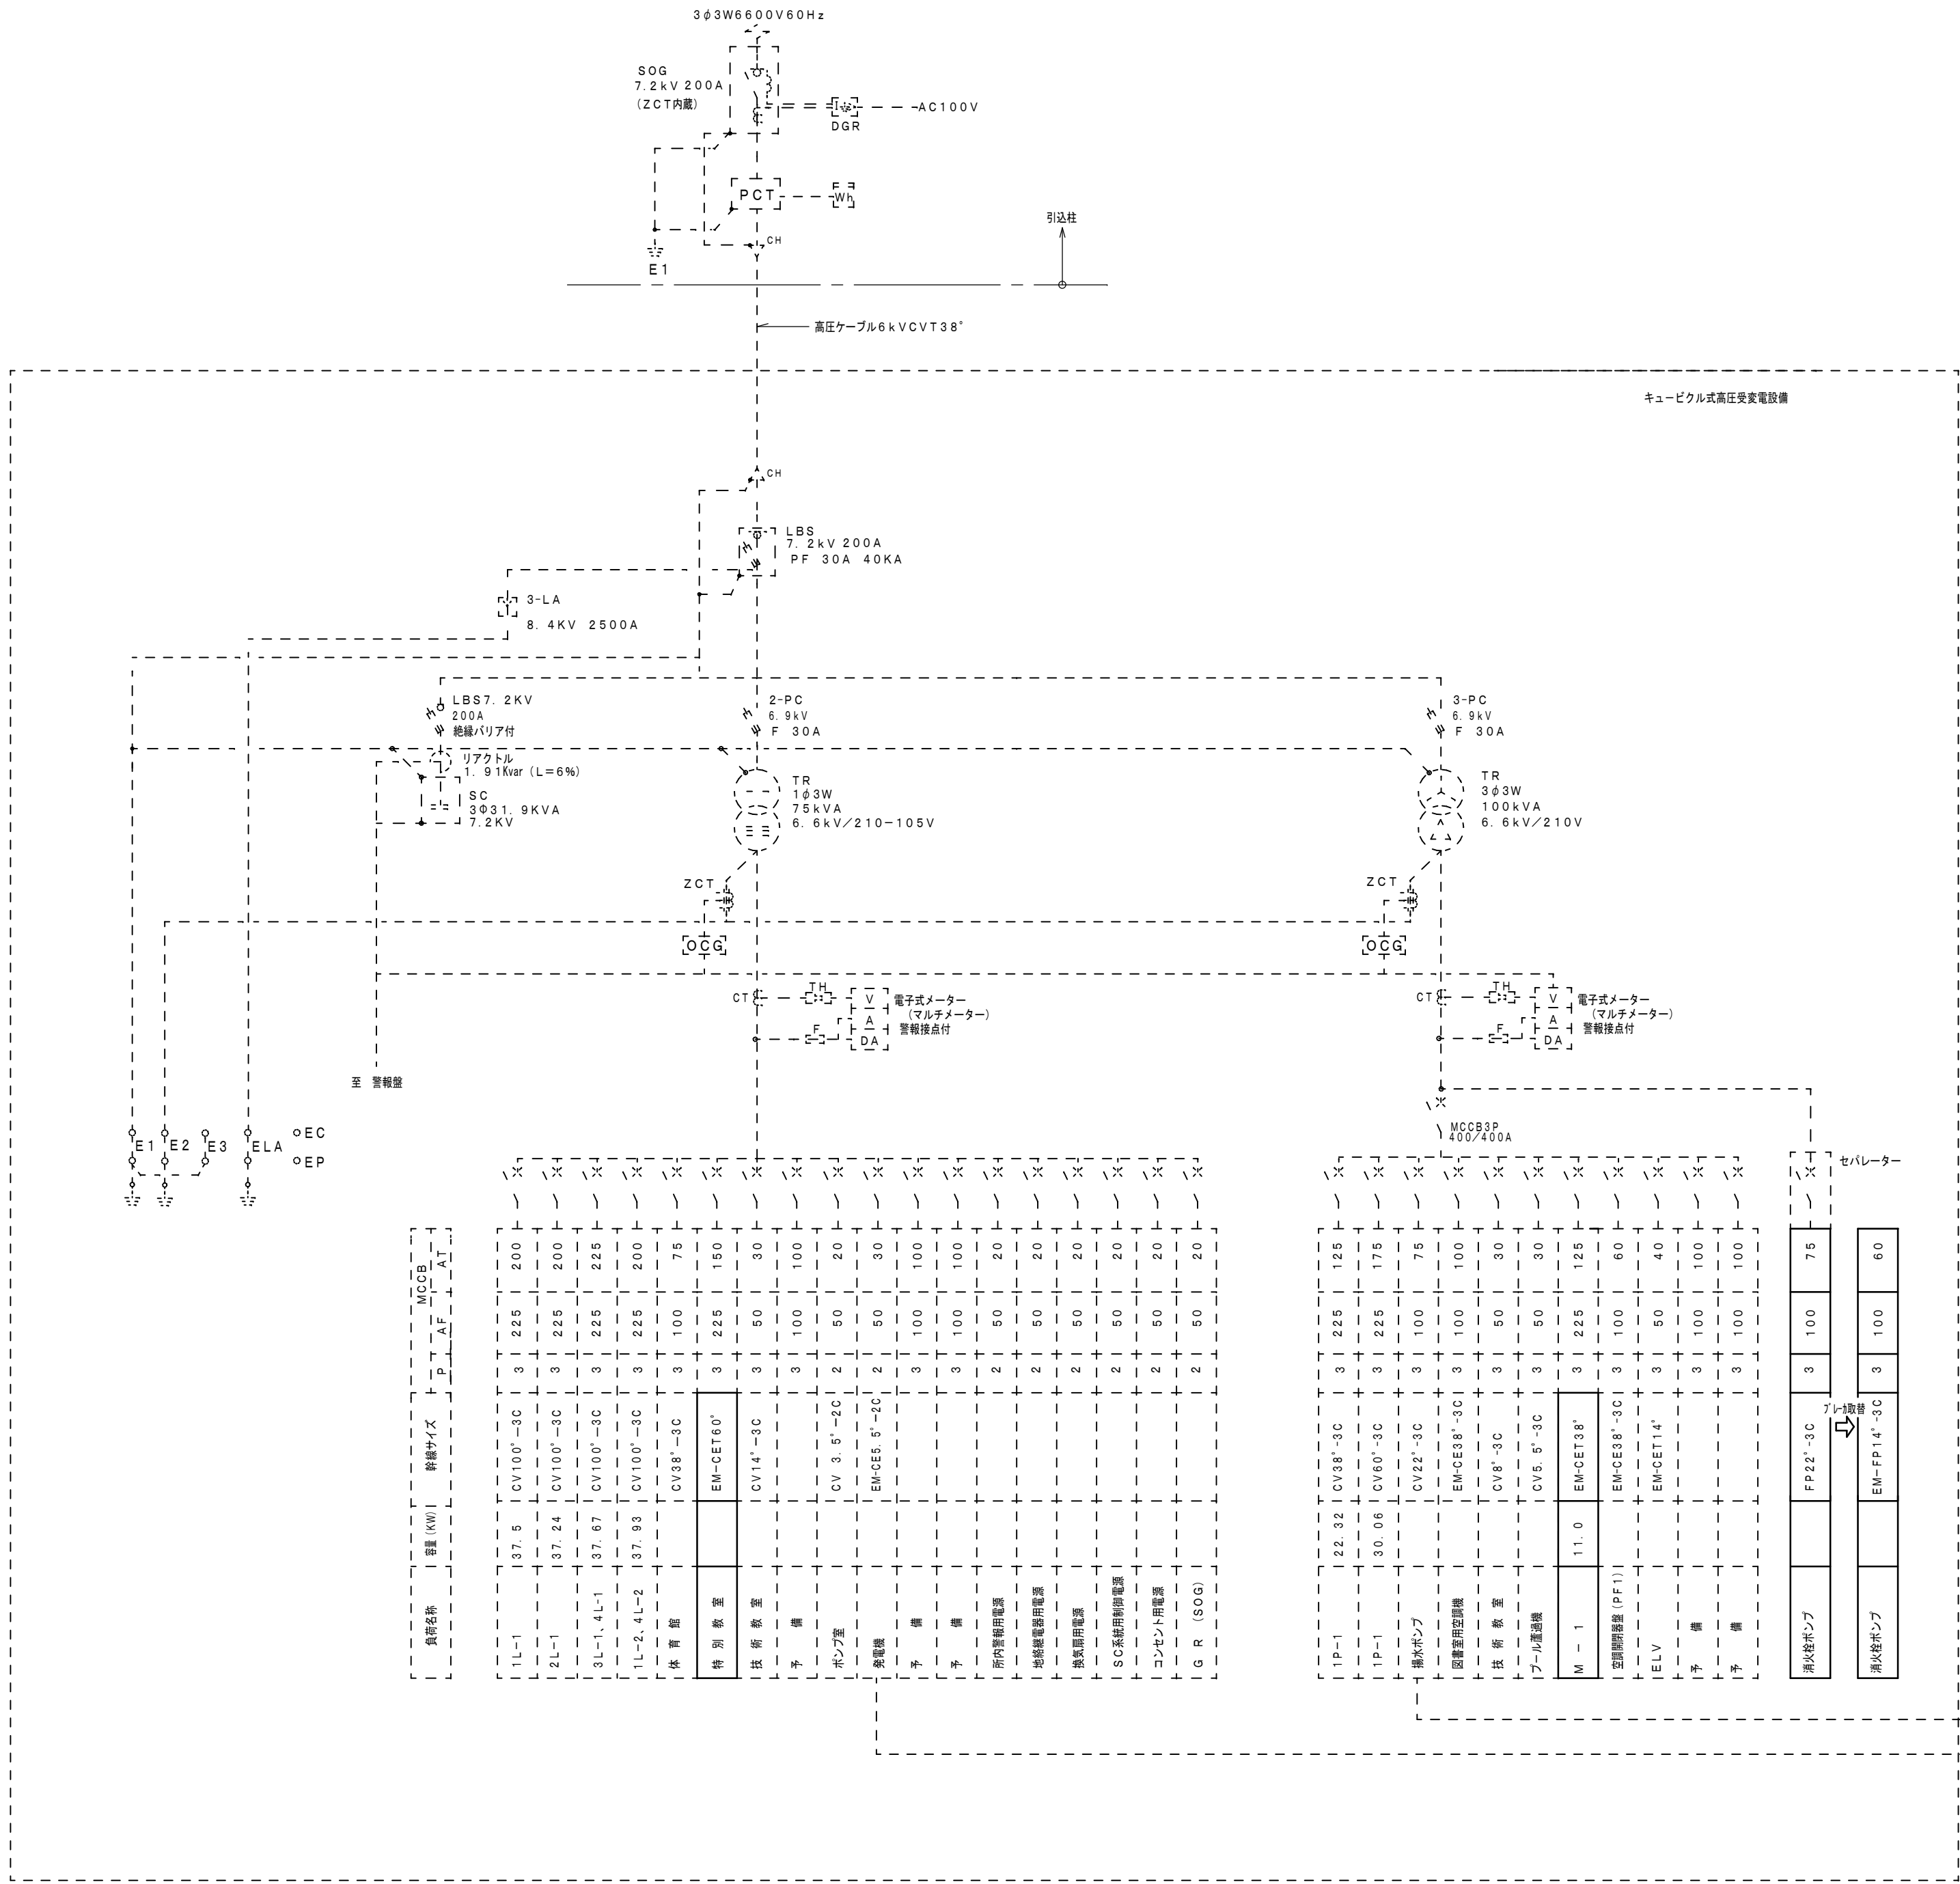 3φ3W6600V60Hz
SOG
7.2kV 200A
(ZCT内蔵)
I
AC100V
DGR
PCT
Wh
CH
E1
引込柱
高圧ケーブル6kVCVT38°
キュービクル式高圧受変電設備
CH
LBS
7.2kV 200A
PF 30A 40KA
3-LA
8.4KV 2500A
LBS7.2KV
200A
絶縁バリア付
リアクトル
1.91Kvar(L=6%)
SC
3Φ31.9KVA
7.2KV
2-PC
6.9kV
F 30A
TR
1φ3W
75kVA
6.6kV/210-105V
3-PC
6.9kV
F 30A
TR
3φ3W
100kVA
6.6kV/210V
ZCT
OCG
ZCT
OCG
CT
TH
F
V
A
DA
電子式メーター
(マルチメーター)
警報接点付
CT
TH
F
V
A
DA
電子式メーター
(マルチメーター)
警報接点付
至 警報盤
MCCB3P
400/400A
E1
E2
E3
ELA
EC
EP
セパレーター
負荷名称 容量(KW) 幹線サイズ MCCB P AF AT
1L-1 37.5 CV100°-3C 3 225 200
2L-1 37.24 CV100°-3C 3 225 200
3L-1、4L-1 37.67 CV100°-3C 3 225 225
1L-2、4L-2 37.93 CV100°-3C 3 225 200
体育館 CV38°-3C 3 100 75
特別教室 EM-CET60° 3 225 150
技術教室 CV14°-3C 3 50 30
予備 3 100 100
ポンプ室 CV 3.5°-2C 2 50 20
発電機 EM-CE5.5°-2C 2 50 30
予備 3 100 100
予備 3 100 100
所内警報用電源 2 50 20
地絡継電器用電源 2 50 20
換気扇用電源 2 50 20
SC系統用制御電源 2 50 20
コンセント用電源 2 50 20
GR (SOG) 2 50 20
1P-1 22.32 CV38°-3C 3 225 125
1P-1 30.06 CV60°-3C 3 225 175
揚水ポンプ CV22°-3C 3 100 75
図書室用空調機 EM-CE38°-3C 3 100 100
技術教室 CV8°-3C 3 50 30
プール濾過機 CV5.5°-3C 3 50 30
M-1 11.0 EM-CET38° 3 225 125
空調開閉器盤(PF1) EM-CE38°-3C 3 100 60
ELV EM-CET14° 3 50 40
予備 3 100 100
予備 3 100 100
消火栓ポンプ FP22°-3C 3 100 75
ブレーカ取替
消火栓ポンプ EM-FP14°-3C 3 100 60